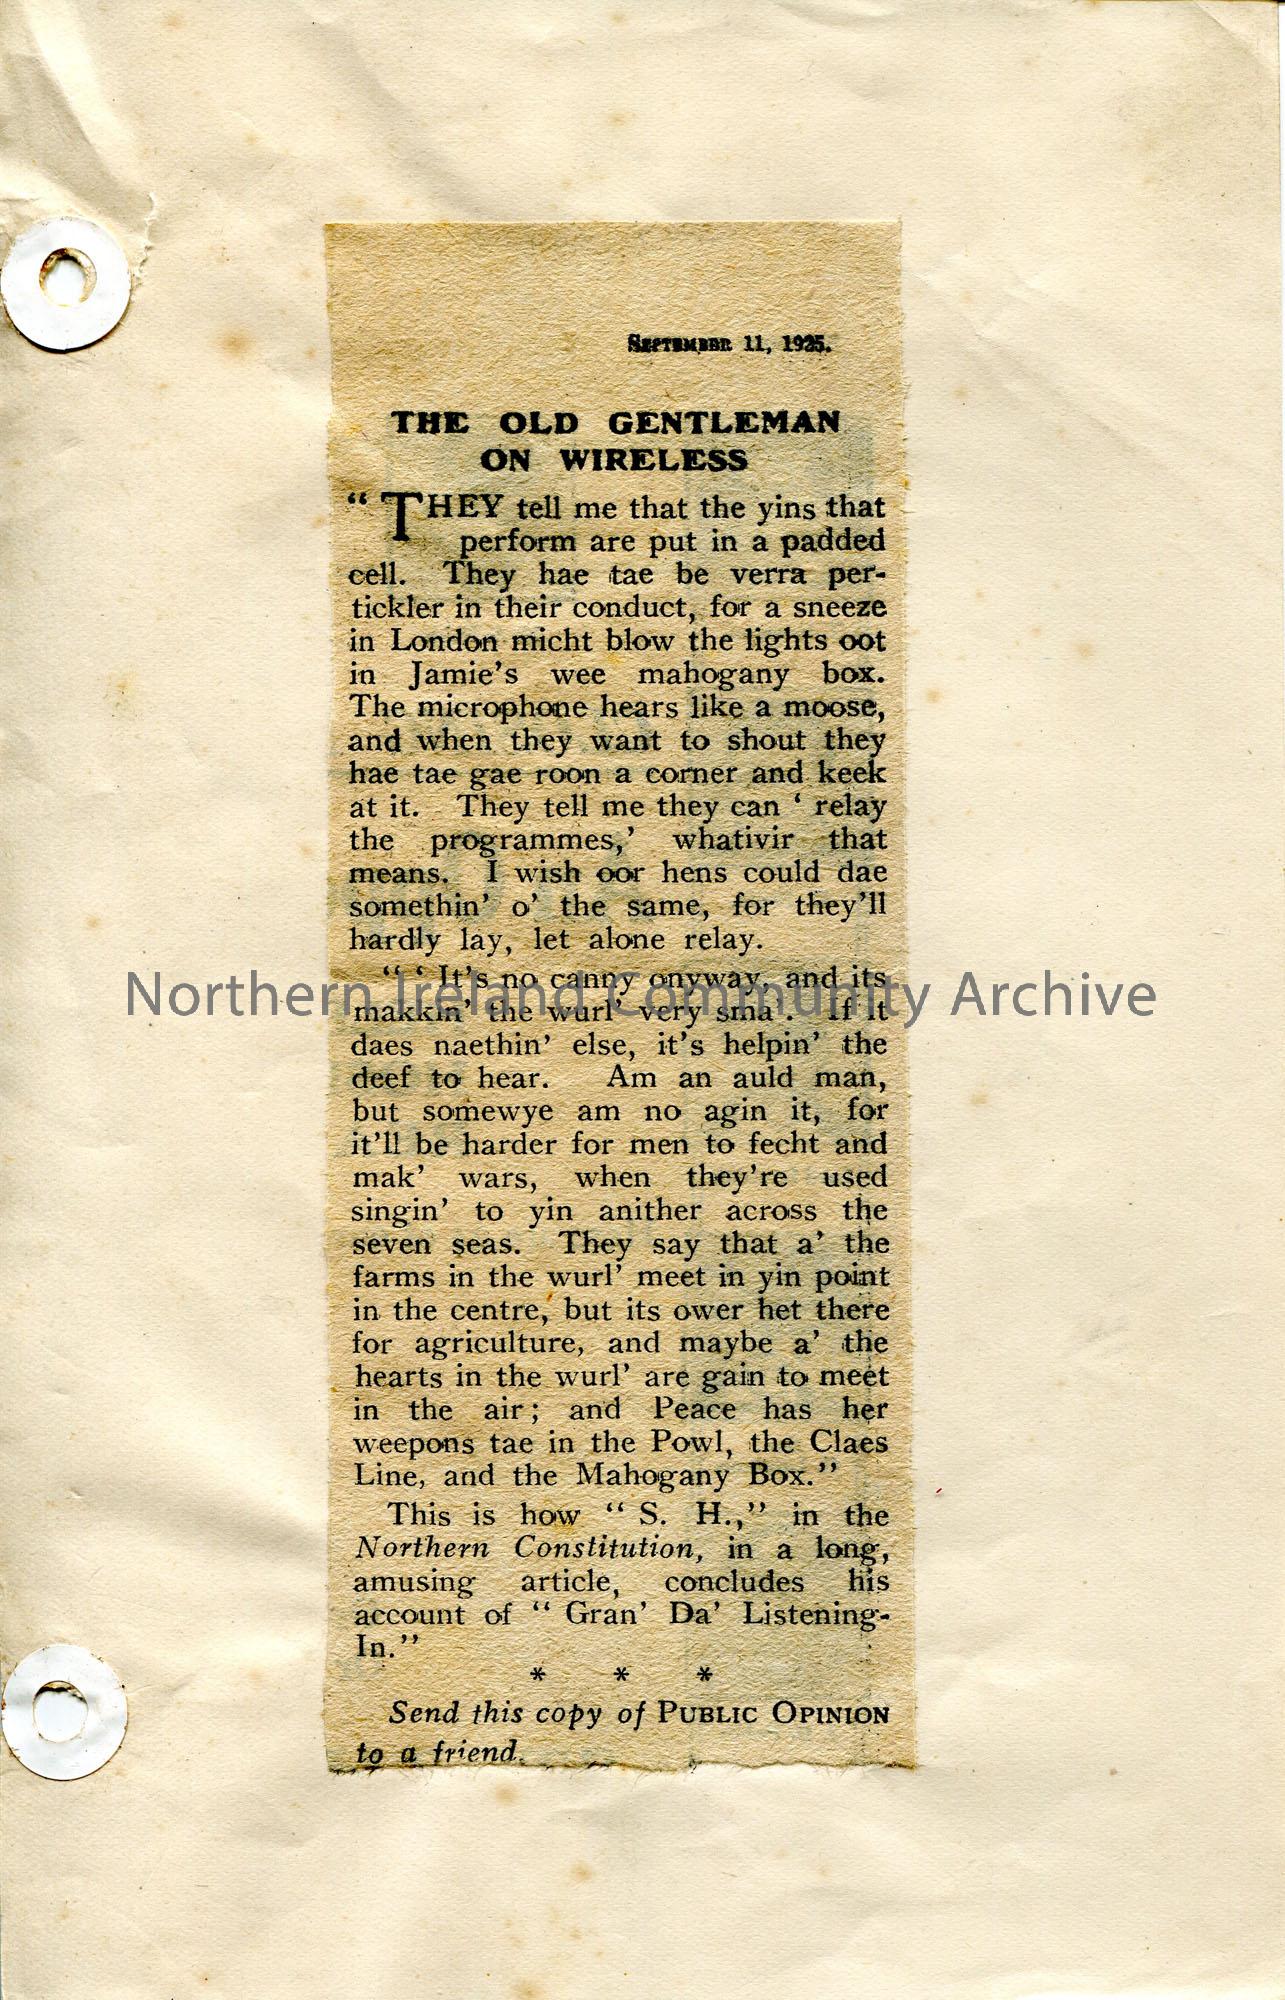 SEPTEMBER 11, 1925.
THE OLD GENTLEMAN
ON WIRELESS
“ THEY tell me that the yins that
perform are put in a padded
cell. They hae tae be verra per-
tickler in their conduct, for a sneeze
in London micht blow the lights oot
in Jamie's wee mahogany box.
The microphone hears like a moose,
and when they want to shout they
hae tae gae roon a corner and keek
at it. They tell me they can ‘ relay
the programmes,’ whativir that
means. I wish oor hens could dae
somethin’ o’ the same, for they’ll
hardly lay, let alone relay.
“ ‘ It’s no canny onyway, and its
makkin’ the wurl’ very sma’. If it
daes naethin’ else, it’s helpin’ the
deef to hear. Am an auld man,
but somewye am no agin it, for
it’ll be harder for men to fecht and
mak’ wars, when they’re used
singin’ to yin anither across the
seven seas. They say that a’ the
farms in the wurl’ meet in yin point
in the centre, but its ower het there
for agriculture, and maybe a’ the
hearts in the wurl’ are gain to meet
in the air; and Peace has her
weepons tae in the Powl, the Claes
Line, and the Mahogany Box.”
This is how “ S. H.,” in the
Northern Constitution, in a long,
amusing article, concludes his
account of “ Gran’ Da’ Listening-
In.”
* * *
Send this copy of PUBLIC OPINION
to a friend.
Northern Ireland Community Archive